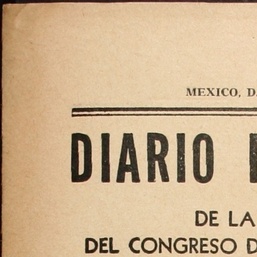 MEXICO, D.
DIARIO
DE LA
DEL CONGRESO D